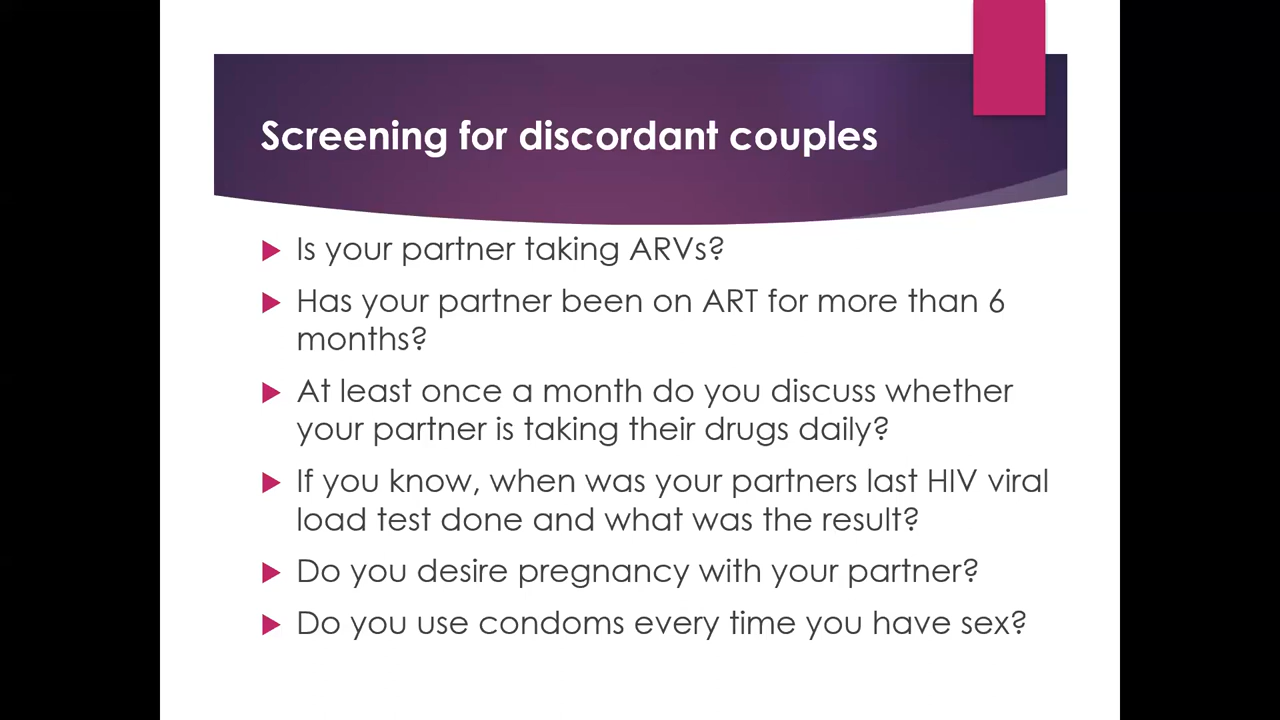 Screening for discordant couples
Is your partner taking ARVs?
Has your partner been on ART for more than 6
months?
At least once a month do you discuss whether
your partner is taking their drugs daily?
If you know, when was your partners last HIV viral
load test done and what was the result?
Do you desire pregnancy with your partner?
Do you use condoms every time you have sex?